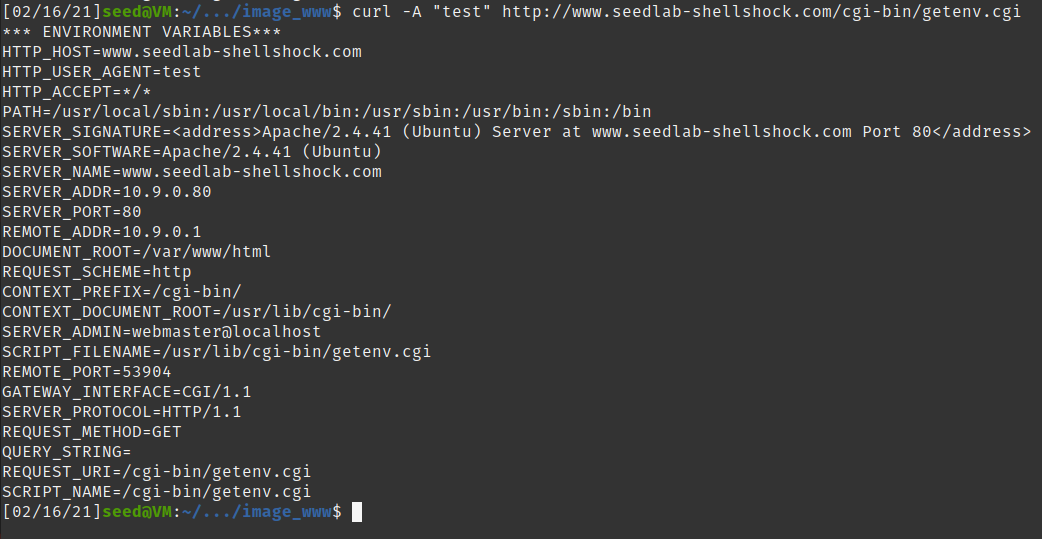 [02/16/21]seed@VM:~/.../image_www$ curl -A "test" http://www.seedlab-shellshock.com/cgi-bin/getenv.cgi
*** ENVIRONMENT VARIABLES***
HTTP_HOST=www.seedlab-shellshock.com
HTTP_USER_AGENT=test
HTTP_ACCEPT=*/*
PATH=/usr/local/sbin:/usr/local/bin:/usr/sbin:/usr/bin:/sbin:/bin
SERVER_SIGNATURE=<address>Apache/2.4.41 (Ubuntu) Server at www.seedlab-shellshock.com Port 80</address>
SERVER_SOFTWARE=Apache/2.4.41 (Ubuntu)
SERVER_NAME=www.seedlab-shellshock.com
SERVER_ADDR=10.9.0.80
SERVER_PORT=80
REMOTE_ADDR=10.9.0.1
DOCUMENT_ROOT=/var/www/html
REQUEST_SCHEME=http
CONTEXT_PREFIX=/cgi-bin/
CONTEXT_DOCUMENT_ROOT=/usr/lib/cgi-bin/
SERVER_ADMIN=webmaster@localhost
SCRIPT_FILENAME=/usr/lib/cgi-bin/getenv.cgi
REMOTE_PORT=53904
GATEWAY_INTERFACE=CGI/1.1
SERVER_PROTOCOL=HTTP/1.1
REQUEST_METHOD=GET
QUERY_STRING=
REQUEST_URI=/cgi-bin/getenv.cgi
SCRIPT_NAME=/cgi-bin/getenv.cgi
[02/16/21]seed@VM:~/.../image_www$